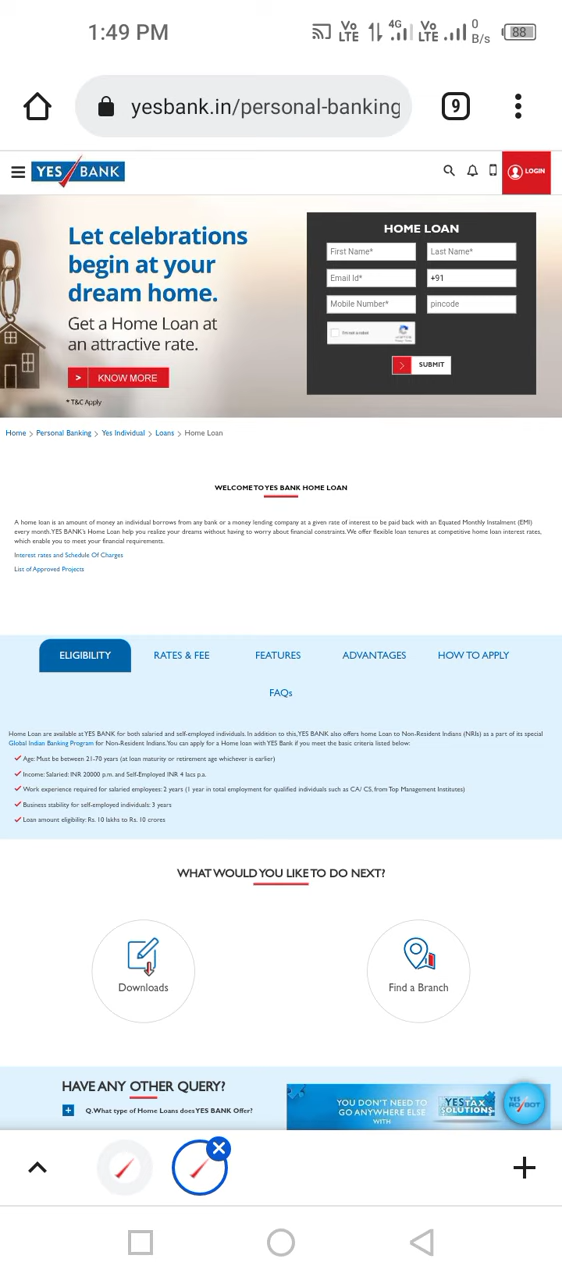 1:49 PM
Vo LTE 4G Vo LTE 0 B/s 88
yesbank.in/personal-banking
9
YES BANK
LOGIN
Let celebrations
begin at your
dream home.
Get a Home Loan at
an attractive rate.
> KNOW MORE
* T&C Apply
HOME LOAN
First Name*
Last Name*
Email Id*
+91
Mobile Number*
pincode
SUBMIT
Home > Personal Banking > Yes Individual > Loans > Home Loan
WELCOME TO YES BANK HOME LOAN
A home loan is an amount of money an individual borrows from any bank or a money lending company at a given rate of interest to be paid back with an Equated Monthly Instalment (EMI)
every month. YES BANK's Home Loan help you realize your dreams without having to worry about financial constraints. We offer flexible loan tenures at competitive home loan interest rates,
which enable you to meet your financial requirements.
Interest rates and Schedule Of Charges
List of Approved Projects
ELIGIBILITY
RATES & FEE
FEATURES
ADVANTAGES
HOW TO APPLY
FAQs
Home Loan are available at YES BANK for both salaried and self-employed individuals. In addition to this, YES BANK also offers home Loan to Non-Resident Indians (NRIs) as a part of its special
Global Indian Banking Program for Non-Resident Indians. You can apply for a Home loan with YES Bank if you meet the basic criteria listed below:
Age: Must be between 21-70 years (at loan maturity or retirement age whichever is earlier)
Income: Salaried: INR 20000 p.m. and Self-Employed INR 4 lacs p.a.
Work experience required for salaried employees: 2 years (1 year in total employment for qualified individuals such as CA/ CS, from Top Management Institutes)
Business stability for self-employed individuals: 3 years
Loan amount eligibility: Rs. 10 lakhs to Rs. 10 crores
WHAT WOULD YOU LIKE TO DO NEXT?
Downloads
Find a Branch
HAVE ANY OTHER QUERY?
Q. What type of Home Loans does YES BANK Offer?
YOU DON'T NEED TO
GO ANYWHERE ELSE
WITH
YES TAX
SOLUTIONS
YES
ROBOT